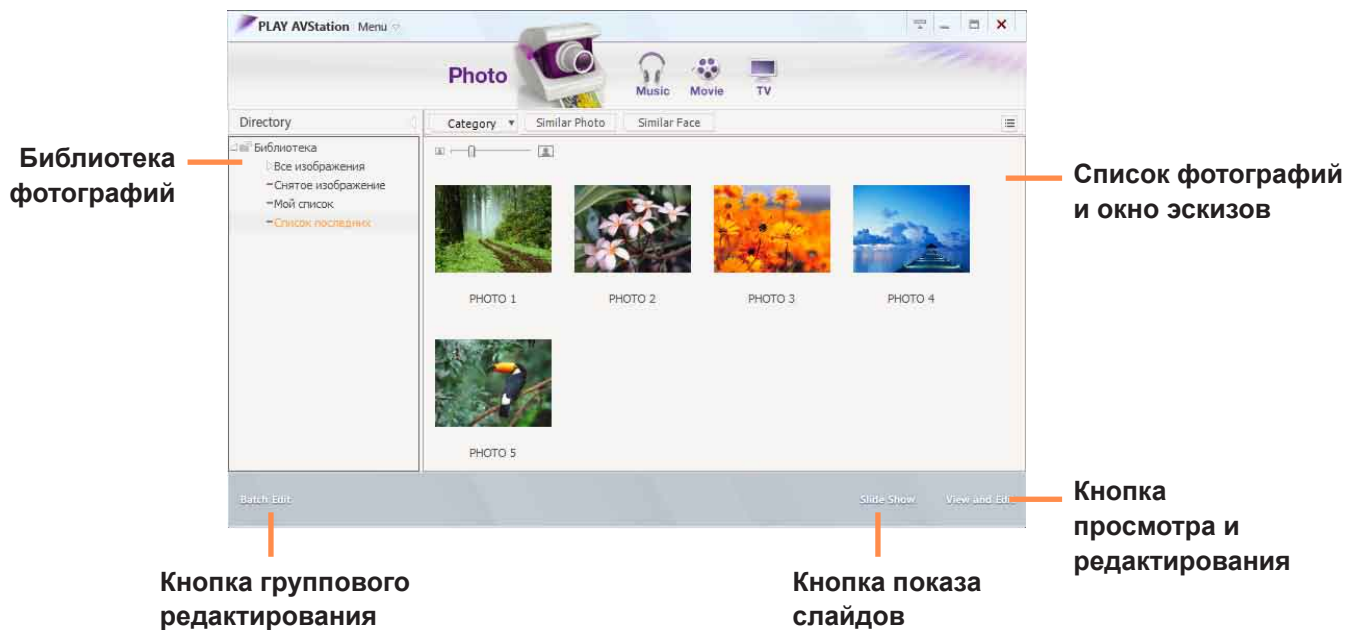 PLAY AVStation Menu
Photo
Music Movie TV
Directory
Category Similar Photo Similar Face
Библиотека
Все изображения
Снятое изображение
Мой список
Список последних
Библиотека
фотографий
Список фотографий
и окно эскизов
PHOTO 1 PHOTO 2 PHOTO 3 PHOTO 4
PHOTO 5
Batch Edit Slide Show View and Edit
Кнопка
просмотра и
редактирования
Кнопка группового
редактирования
Кнопка показа
слайдов